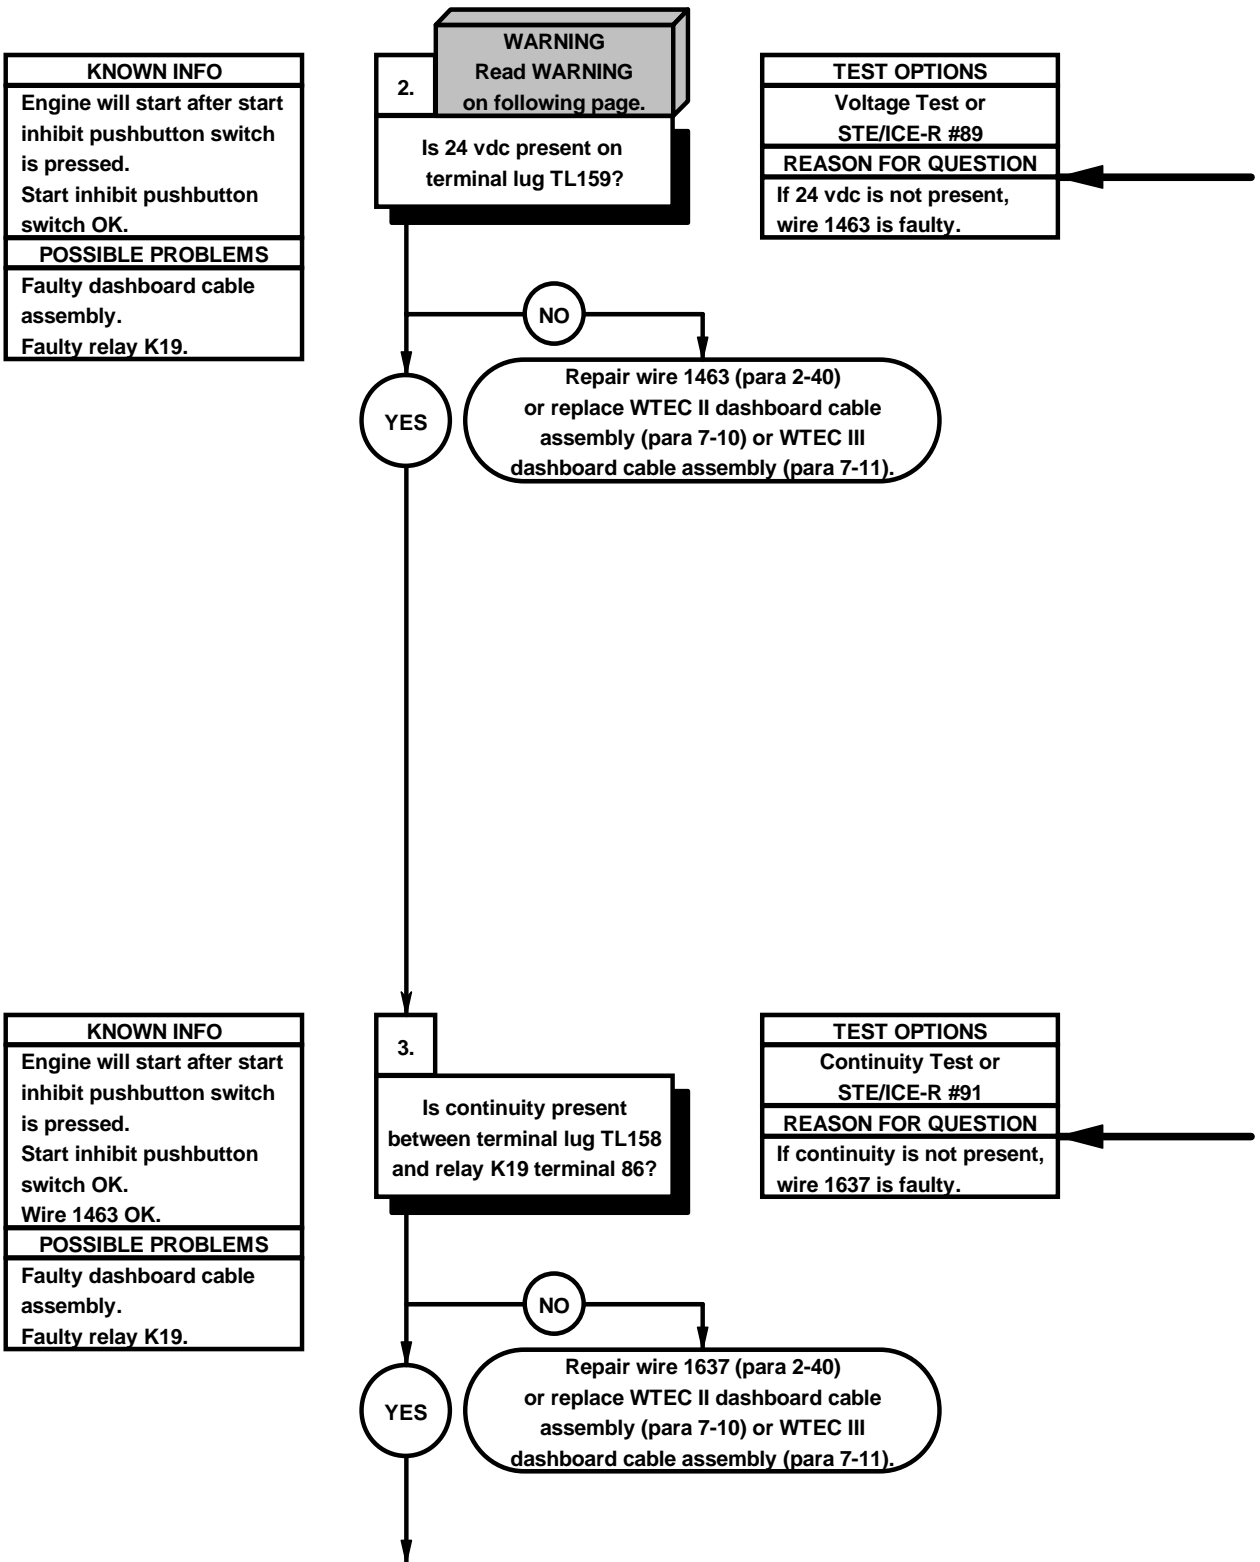 KNOWN INFO
Engine will start after start
inhibit pushbutton switch
is pressed.
Start inhibit pushbutton
switch OK.
POSSIBLE PROBLEMS
Faulty dashboard cable
assembly.
Faulty relay K19.
WARNING
Read WARNING
on following page.
2.
Is 24 vdc present on
terminal lug TL159?
TEST OPTIONS
Voltage Test or
STE/ICE-R #89
REASON FOR QUESTION
If 24 vdc is not present,
wire 1463 is faulty.
NO
YES
Repair wire 1463 (para 2-40)
or replace WTEC II dashboard cable
assembly (para 7-10) or WTEC III
dashboard cable assembly (para 7-11).
KNOWN INFO
Engine will start after start
inhibit pushbutton switch
is pressed.
Start inhibit pushbutton
switch OK.
Wire 1463 OK.
POSSIBLE PROBLEMS
Faulty dashboard cable
assembly.
Faulty relay K19.
3.
Is continuity present
between terminal lug TL158
and relay K19 terminal 86?
TEST OPTIONS
Continuity Test or
STE/ICE-R #91
REASON FOR QUESTION
If continuity is not present,
wire 1637 is faulty.
NO
YES
Repair wire 1637 (para 2-40)
or replace WTEC II dashboard cable
assembly (para 7-10) or WTEC III
dashboard cable assembly (para 7-11).